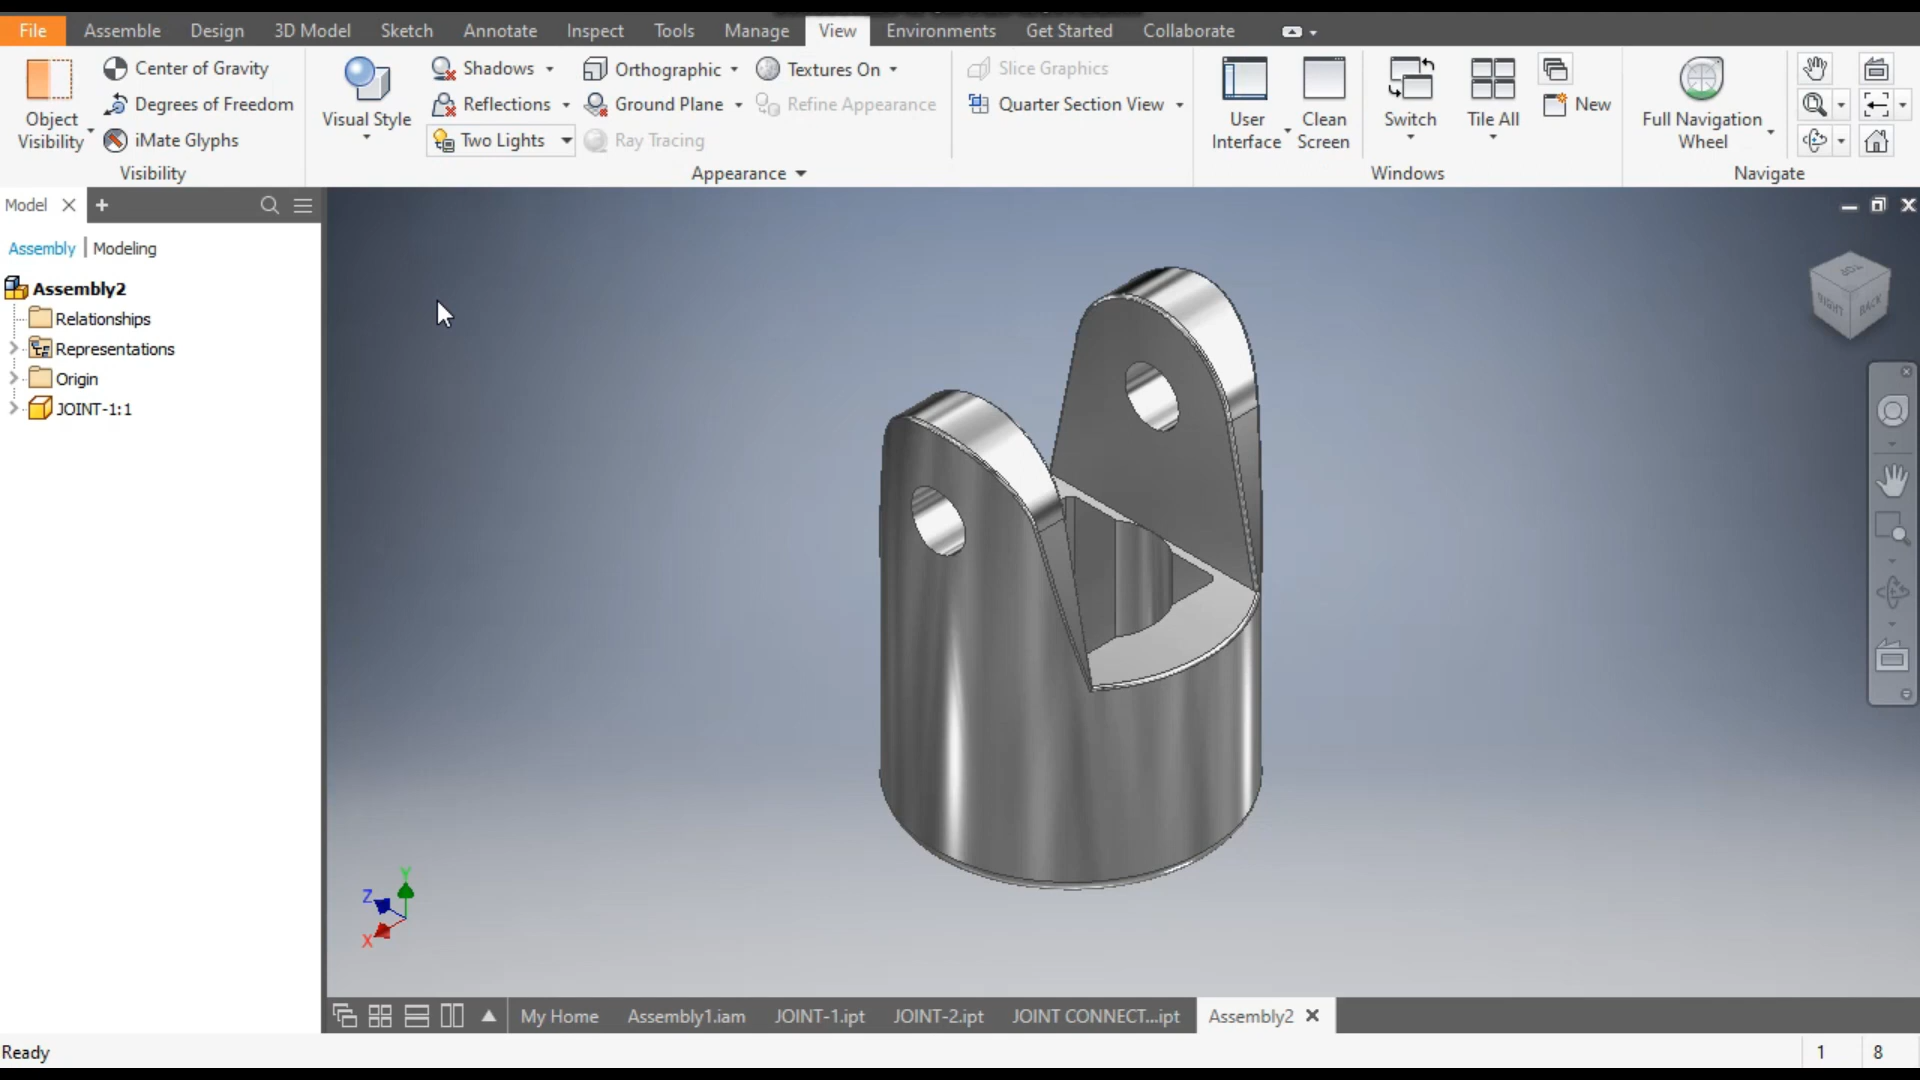 File Assemble Design 3D Model Sketch Annotate Inspect Tools Manage View Environments Get Started Collaborate
Object Visibility
Center of Gravity
Degrees of Freedom
iMate Glyphs
Visibility
Visual Style
Shadows
Reflections
Two Lights
Orthographic
Ground Plane
Ray Tracing
Textures On
Refine Appearance
Appearance
Slice Graphics
Quarter Section View
User Interface
Clean Screen
Switch
Tile All
New
Windows
Full Navigation Wheel
Navigate
Model
Assembly | Modeling
Assembly2
Relationships
Representations
Origin
JOINT-1:1
TOP
RIGHT
BACK
Y
Z
X
My Home Assembly1.iam JOINT-1.ipt JOINT-2.ipt JOINT CONNECT...ipt Assembly2
Ready 1 8